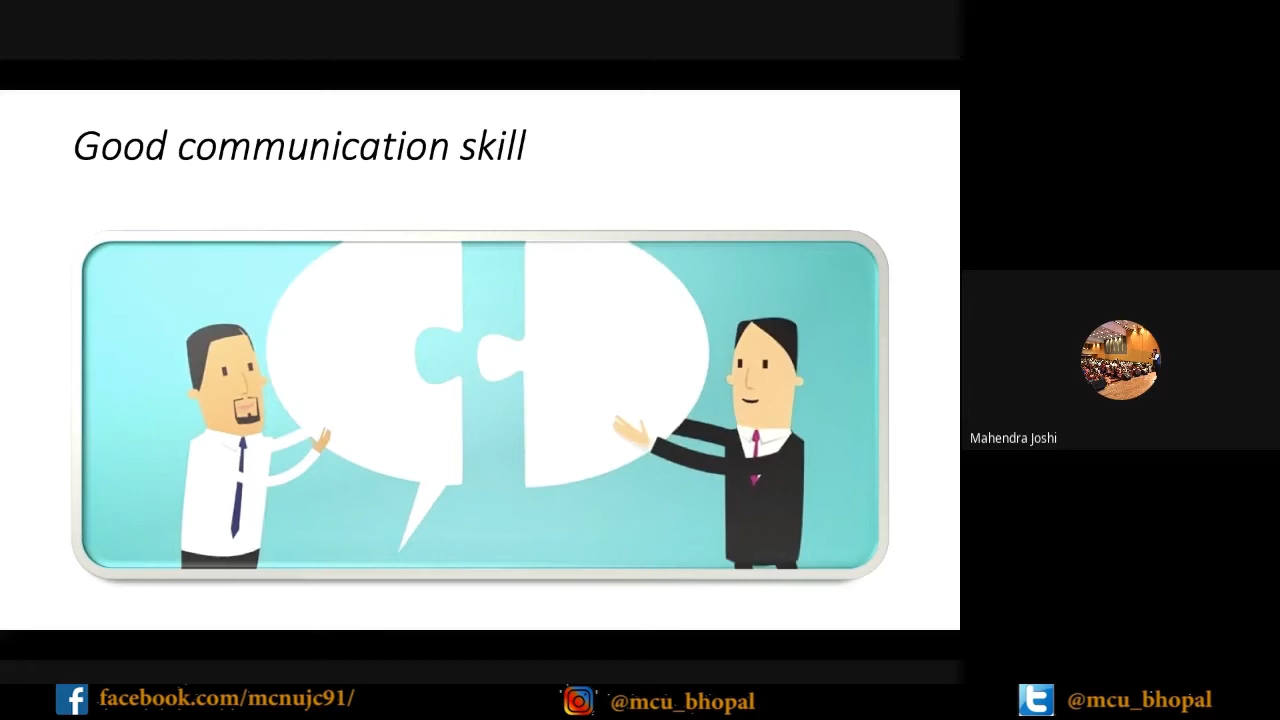 Good communication skill
Mahendra Joshi
facebook.com/mcnujc91/
@mcu_bhopal
@mcu_bhopal